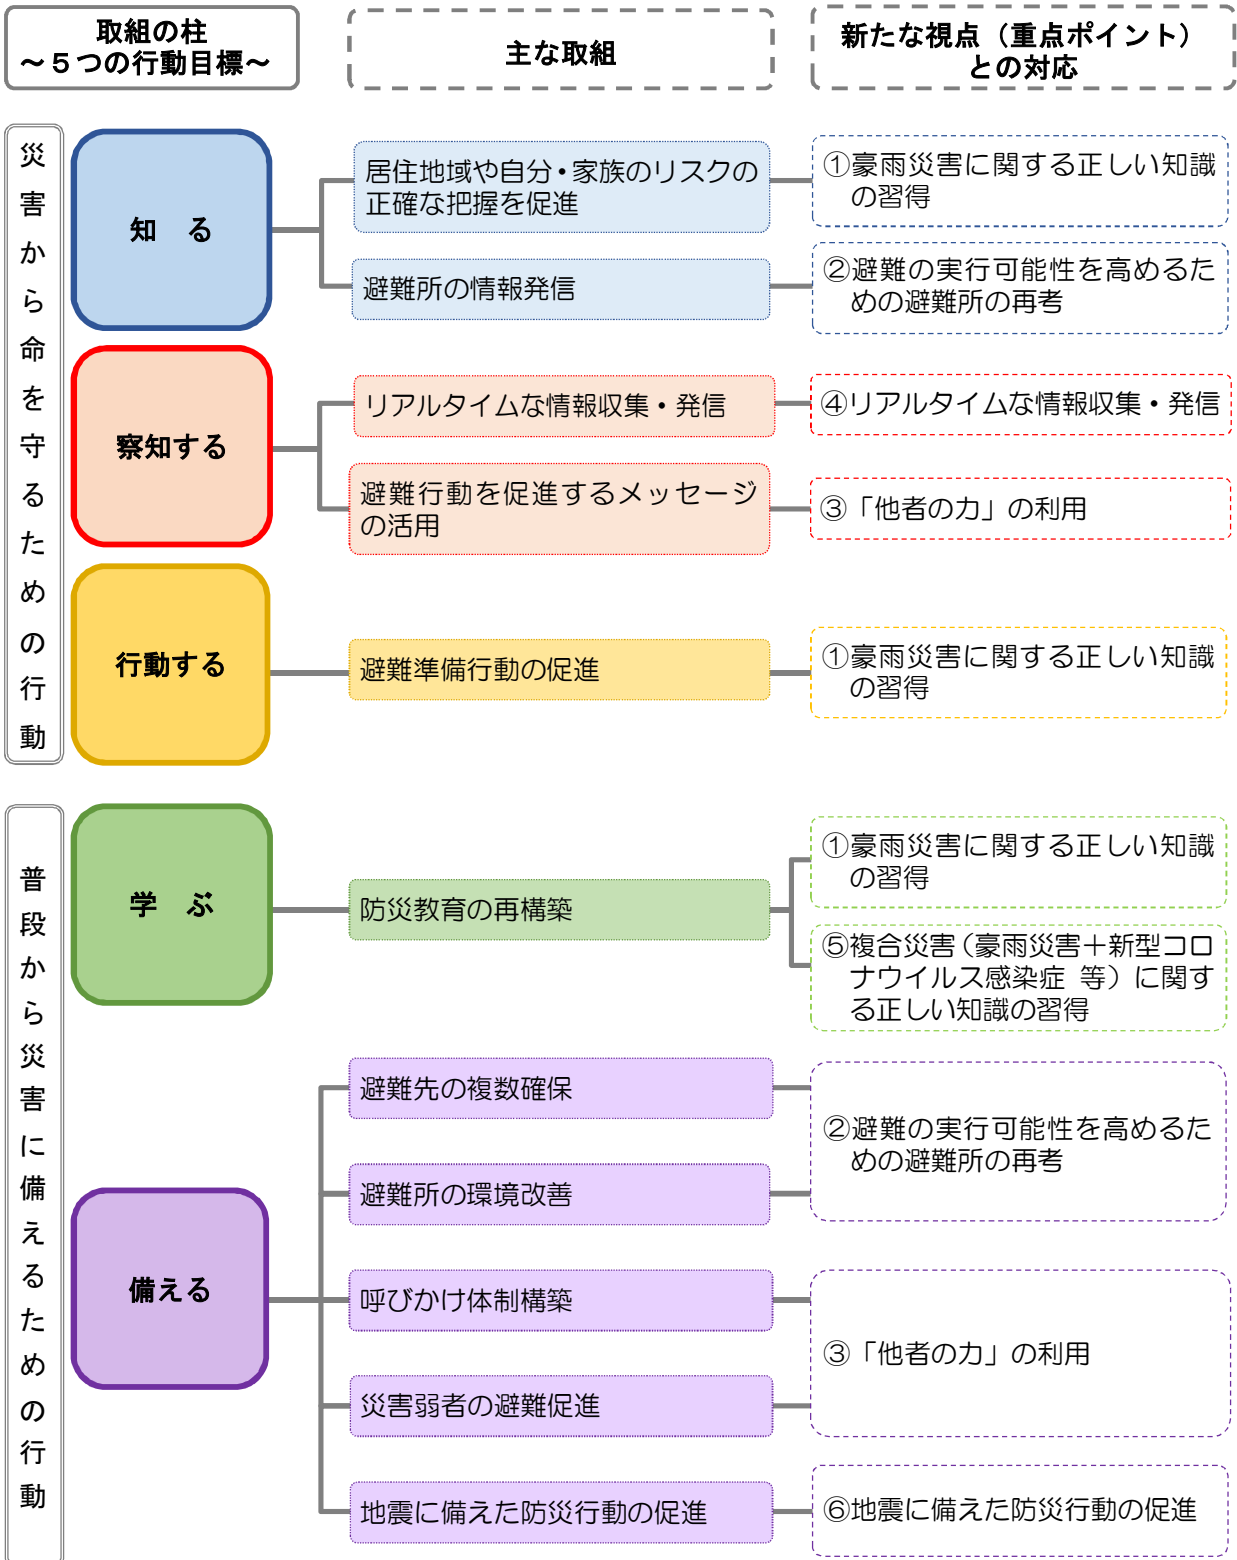 取組の柱
～５つの行動目標～
主な取組
新たな視点（重点ポイント）
との対応
災害から命を守るための行動
知　る
居住地域や自分・家族のリスクの
正確な把握を促進
①豪雨災害に関する正しい知識
の習得
避難所の情報発信
②避難の実行可能性を高めるた
めの避難所の再考
察知する
リアルタイムな情報収集・発信
④リアルタイムな情報収集・発信
避難行動を促進するメッセージ
の活用
③「他者の力」の利用
行動する
避難準備行動の促進
①豪雨災害に関する正しい知識
の習得
普段から災害に備えるための行動
学　ぶ
防災教育の再構築
①豪雨災害に関する正しい知識
の習得
⑤複合災害（豪雨災害＋新型コロ
ナウイルス感染症 等）に関す
る正しい知識の習得
備える
避難先の複数確保
避難所の環境改善
②避難の実行可能性を高めるた
めの避難所の再考
呼びかけ体制構築
災害弱者の避難促進
③「他者の力」の利用
地震に備えた防災行動の促進
⑥地震に備えた防災行動の促進